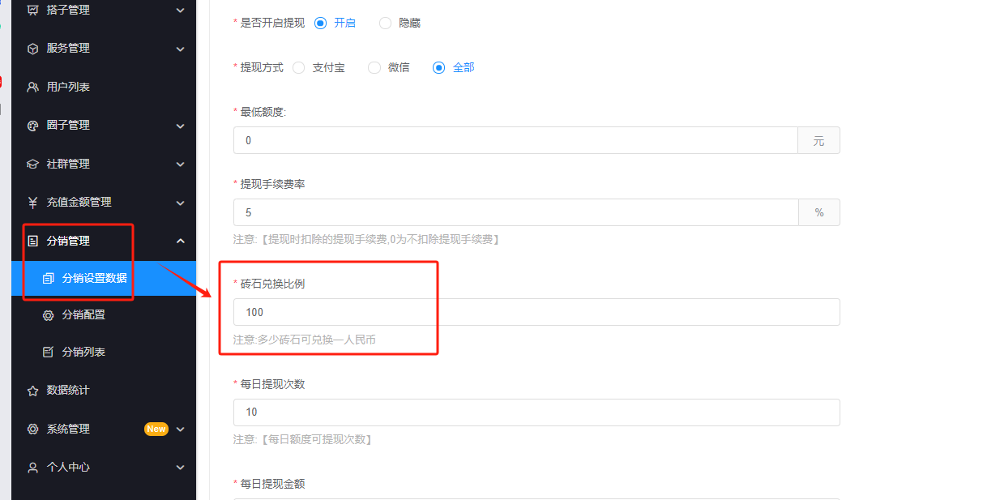 搭子管理
服务管理
用户列表
圈子管理
社群管理
充值金额管理
分销管理
分销设置数据
分销配置
分销列表
数据统计
系统管理 New
个人中心
* 是否开启提现 开启 隐藏
* 提现方式 支付宝 微信 全部
* 最低额度:
0 元
* 提现手续费率
5 %
注意:【提现时扣除的提现手续费,0为不扣除提现手续费】
* 砖石兑换比例
100
注意:多少砖石可兑换一人民币
* 每日提现次数
10
注意:【每日额度可提现次数】
* 每日提现金额